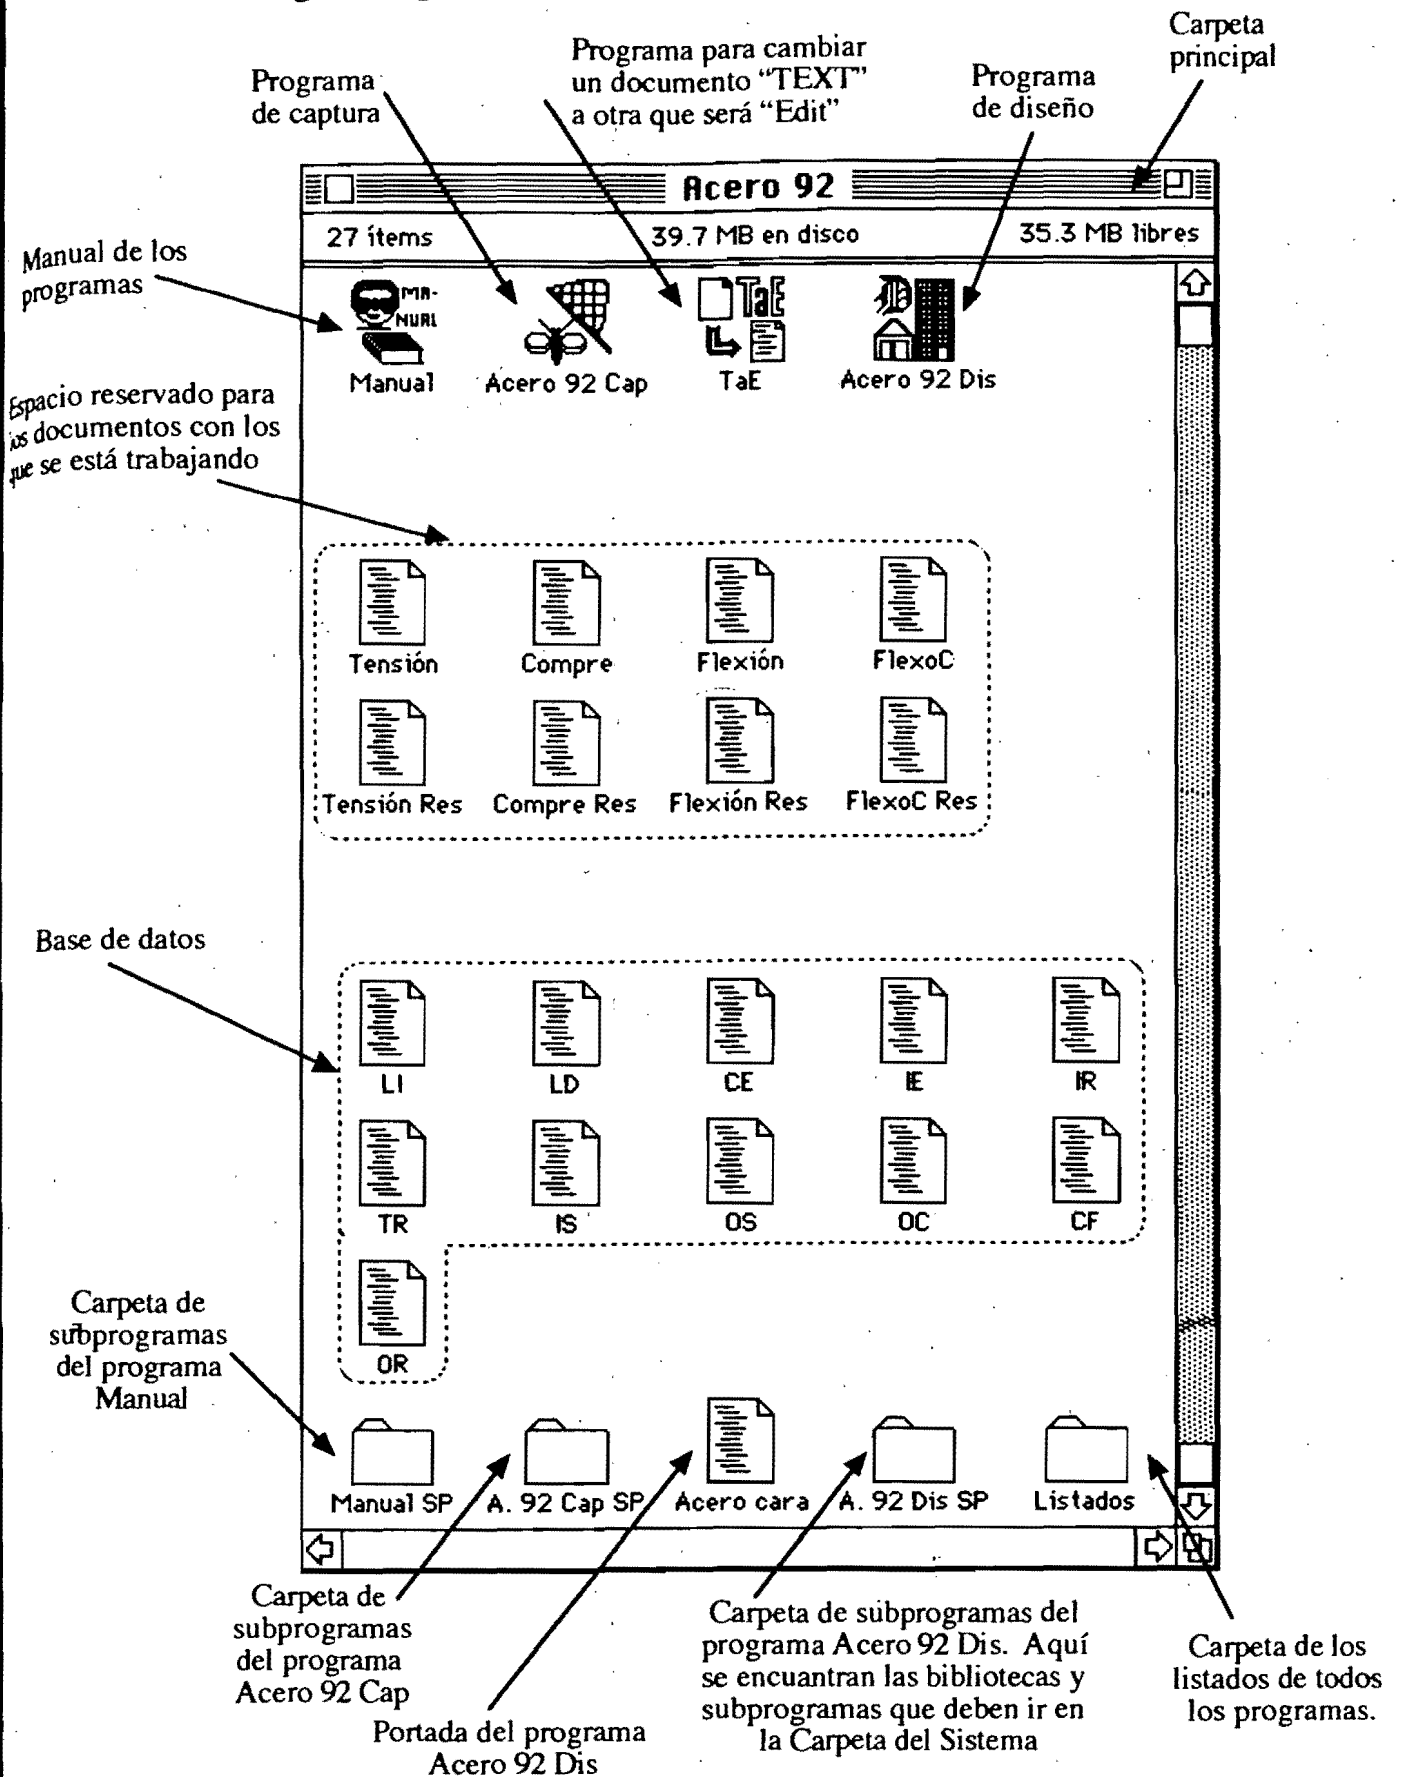 Carpeta
principal
Programa para cambiar
un documento “TEXT”
a otra que será “Edit”
Programa
de captura
Programa
de diseño
Acero 92
27 ítems
39.7 MB en disco
35.3 MB libres
Manual de los
programas
MA-
NUAL
TaE
Manual
Acero 92 Cap
TaE
Acero 92 Dis
Espacio reservado para
los documentos con los
que se está trabajando
Tensión
Compre
Flexión
FlexoC
Tensión Res
Compre Res
Flexión Res
FlexoC Res
Base de datos
LI
LD
CE
IE
IR
TR
IS
OS
OC
CF
OR
Carpeta de
subprogramas
del programa
Manual
Manual SP
A. 92 Cap SP
Acero cara
A. 92 Dis SP
Listados
Carpeta de
subprogramas
del programa
Acero 92 Cap
Portada del programa
Acero 92 Dis
Carpeta de subprogramas del
programa Acero 92 Dis. Aquí
se encuantran las bibliotecas y
subprogramas que deben ir en
la Carpeta del Sistema
Carpeta de los
listados de todos
los programas.